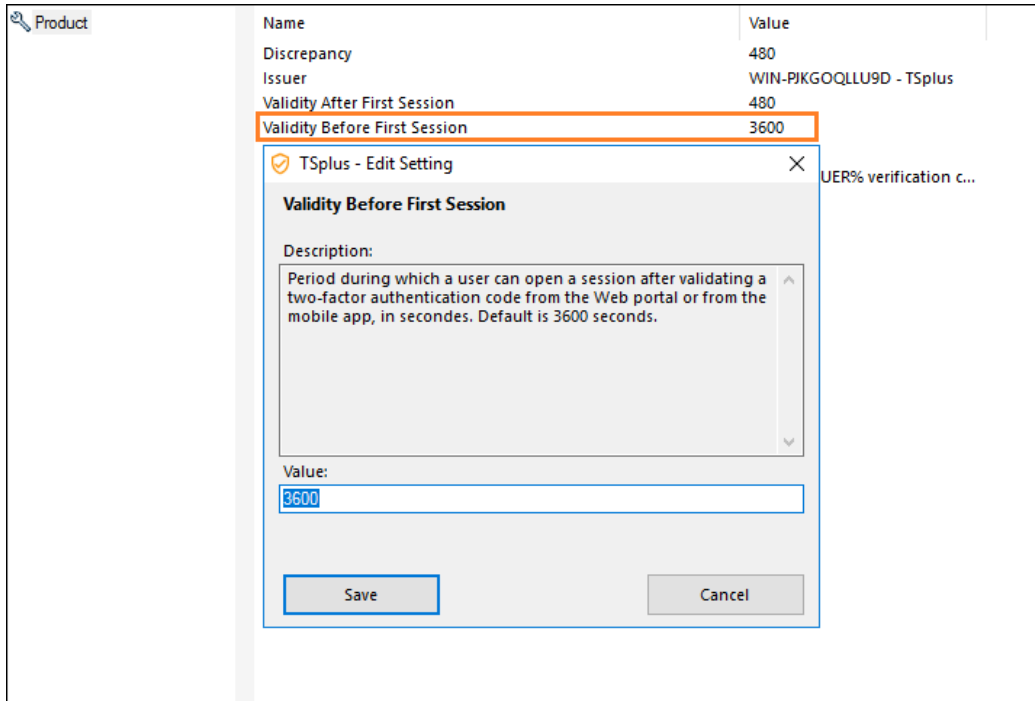 Product
Name Value
Discrepancy 480
Issuer WIN-PJKGOQLLU9D - TSplus
Validity After First Session 480
Validity Before First Session 3600
TSplus - Edit Setting
UER% verification c...
Validity Before First Session
Description:
Period during which a user can open a session after validating a
two-factor authentication code from the Web portal or from the
mobile app, in secondes. Default is 3600 seconds.
Value:
3600
Save Cancel